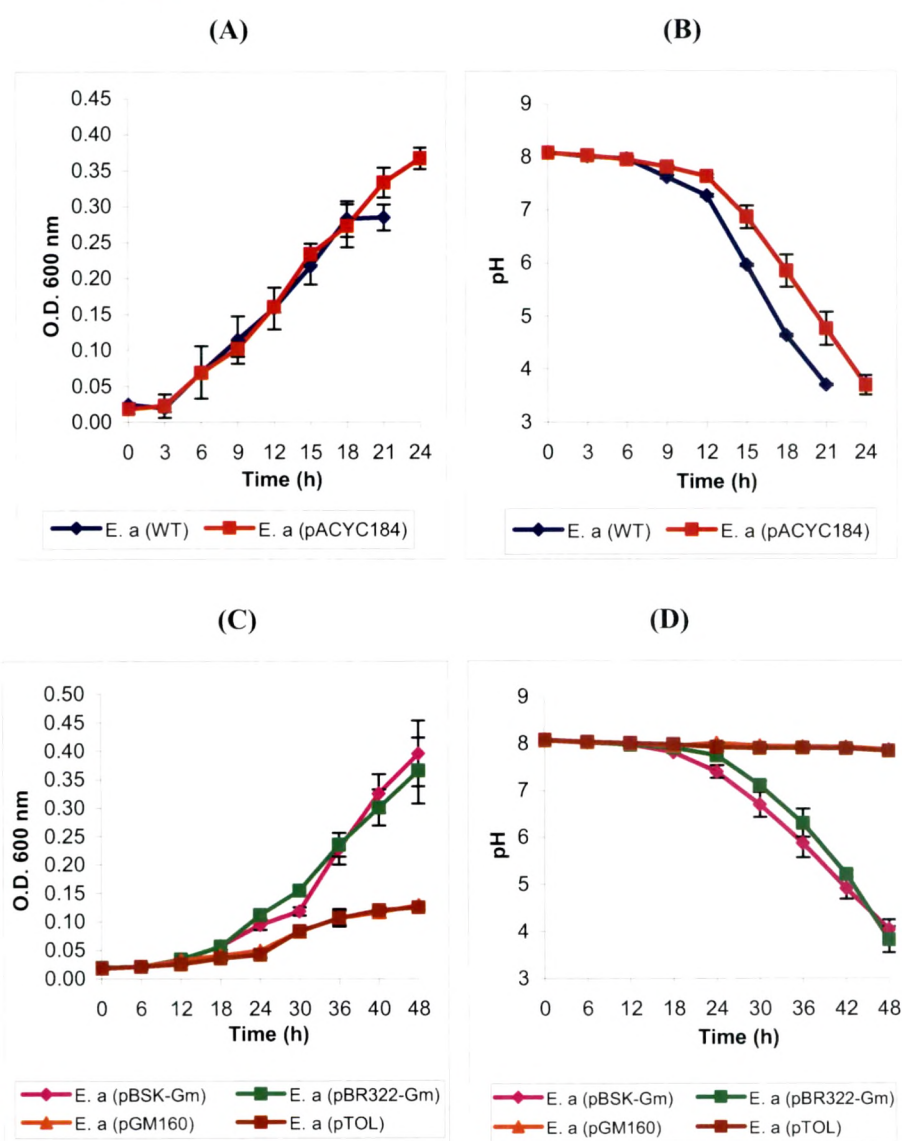 (A)
(B)
O.D. 600 nm
0.45
0.40
0.35
0.30
0.25
0.20
0.15
0.10
0.05
0.00
0 3 6 9 12 15 18 21 24
Time (h)
E. a (WT) E. a (pACYC184)
pH
9
8
7
6
5
4
3
0 3 6 9 12 15 18 21 24
Time (h)
E. a (WT) E. a (pACYC184)
(C)
(D)
O.D. 600 nm
0.50
0.45
0.40
0.35
0.30
0.25
0.20
0.15
0.10
0.05
0.00
0 6 12 18 24 30 36 40 48
Time (h)
E. a (pBSK-Gm) E. a (pBR322-Gm)
E. a (pGM160) E. a (pTOL)
pH
9
8
7
6
5
4
3
0 6 12 18 24 30 36 42 48
Time (h)
E. a (pBSK-Gm) E. a (pBR322-Gm)
E. a (pGM160) E. a (pTOL)